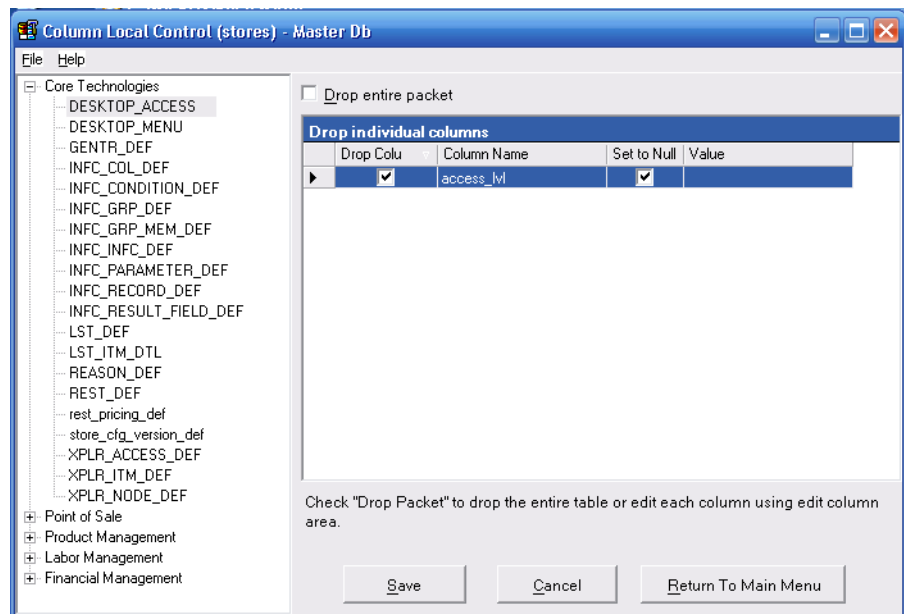 Column Local Control (stores) - Master Db
File Help
Core Technologies
DESKTOP_ACCESS
DESKTOP_MENU
GENTR_DEF
INFC_COL_DEF
INFC_CONDITION_DEF
INFC_GRP_DEF
INFC_GRP_MEM_DEF
INFC_INFC_DEF
INFC_PARAMETER_DEF
INFC_RECORD_DEF
INFC_RESULT_FIELD_DEF
LST_DEF
LST_ITM_DTL
REASON_DEF
REST_DEF
rest_pricing_def
store_cfg_version_def
XPLR_ACCESS_DEF
XPLR_ITM_DEF
XPLR_NODE_DEF
Point of Sale
Product Management
Labor Management
Financial Management
Drop entire packet
Drop individual columns
Drop Colu Column Name Set to Null Value
access_lvl
Check "Drop Packet" to drop the entire table or edit each column using edit column
area.
Save Cancel Return To Main Menu